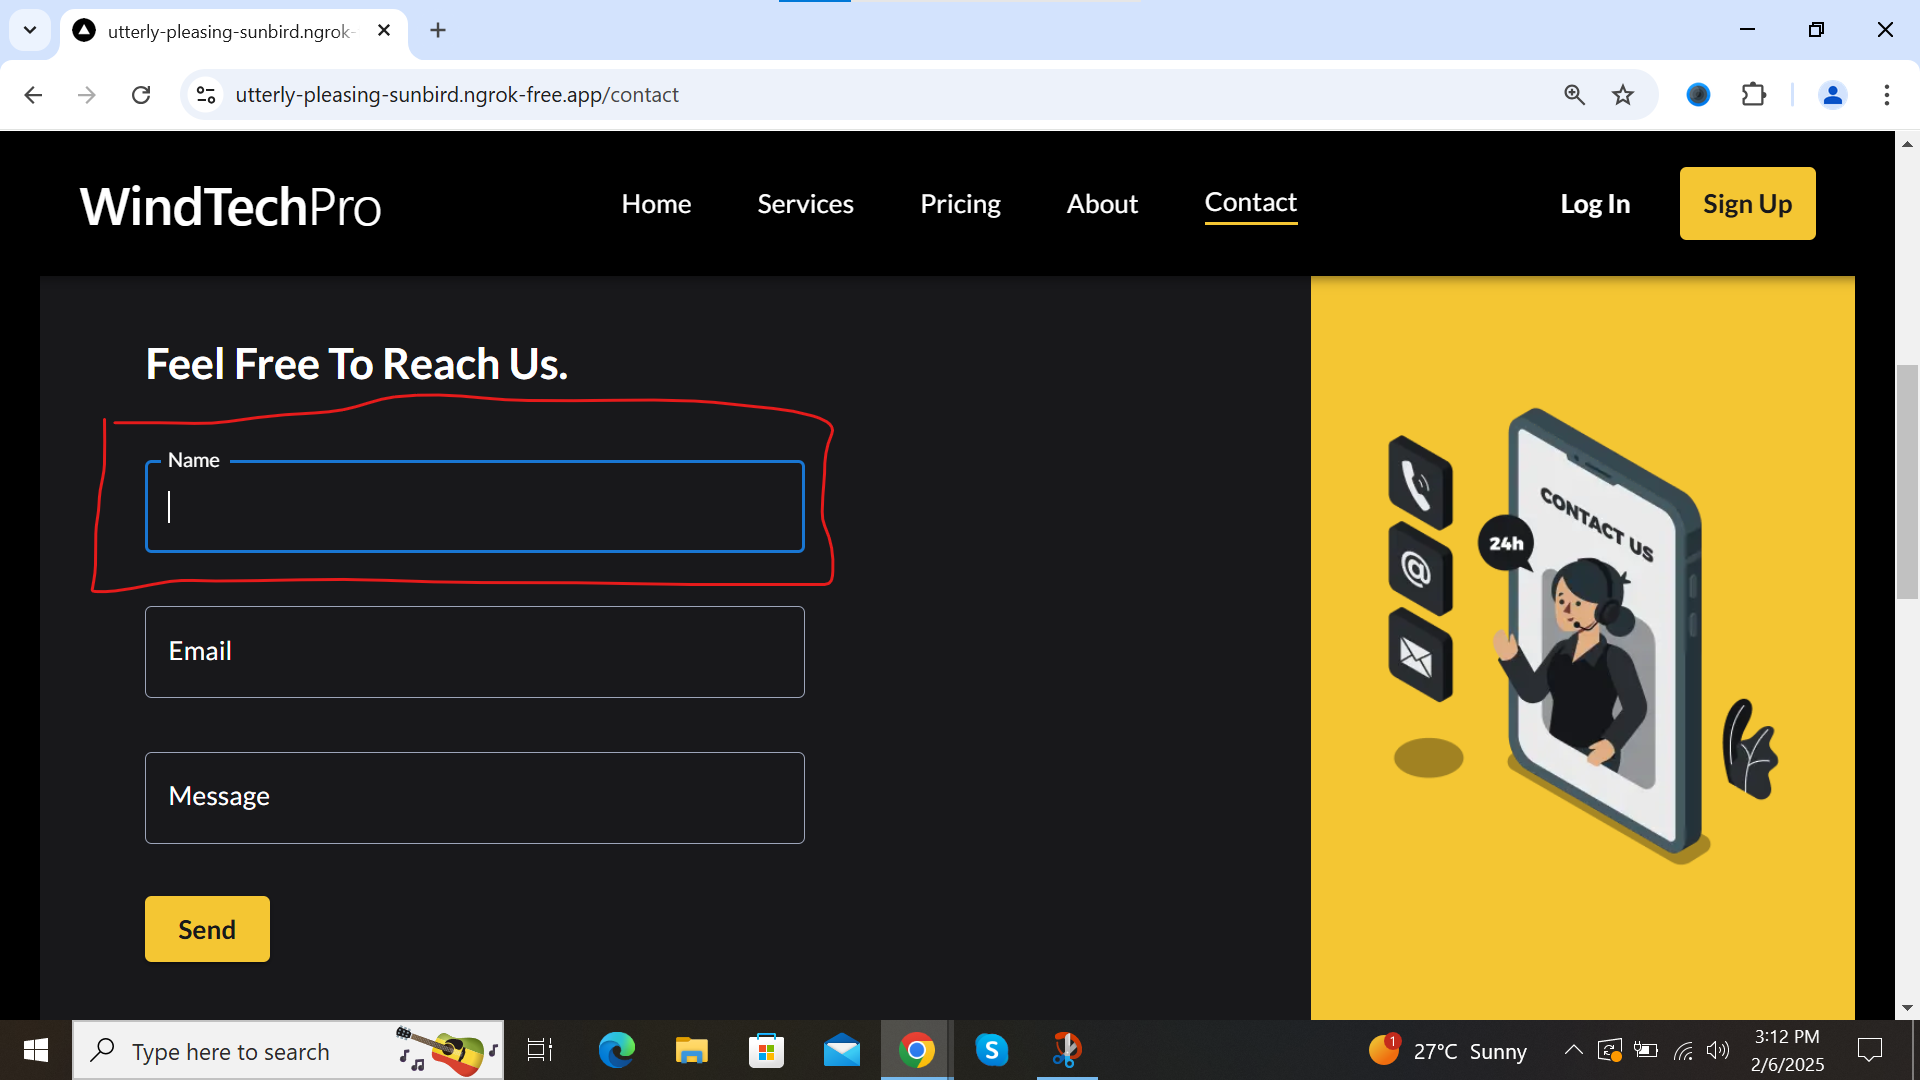 utterly-pleasing-sunbird.ngrok-
utterly-pleasing-sunbird.ngrok-free.app/contact
WindTechPro
Home Services Pricing About Contact Log In Sign Up
Feel Free To Reach Us.
Name
Email
Message
Send
CONTACT US
24h
@
Type here to search
S
1
27°C Sunny
3:12 PM
2/6/2025